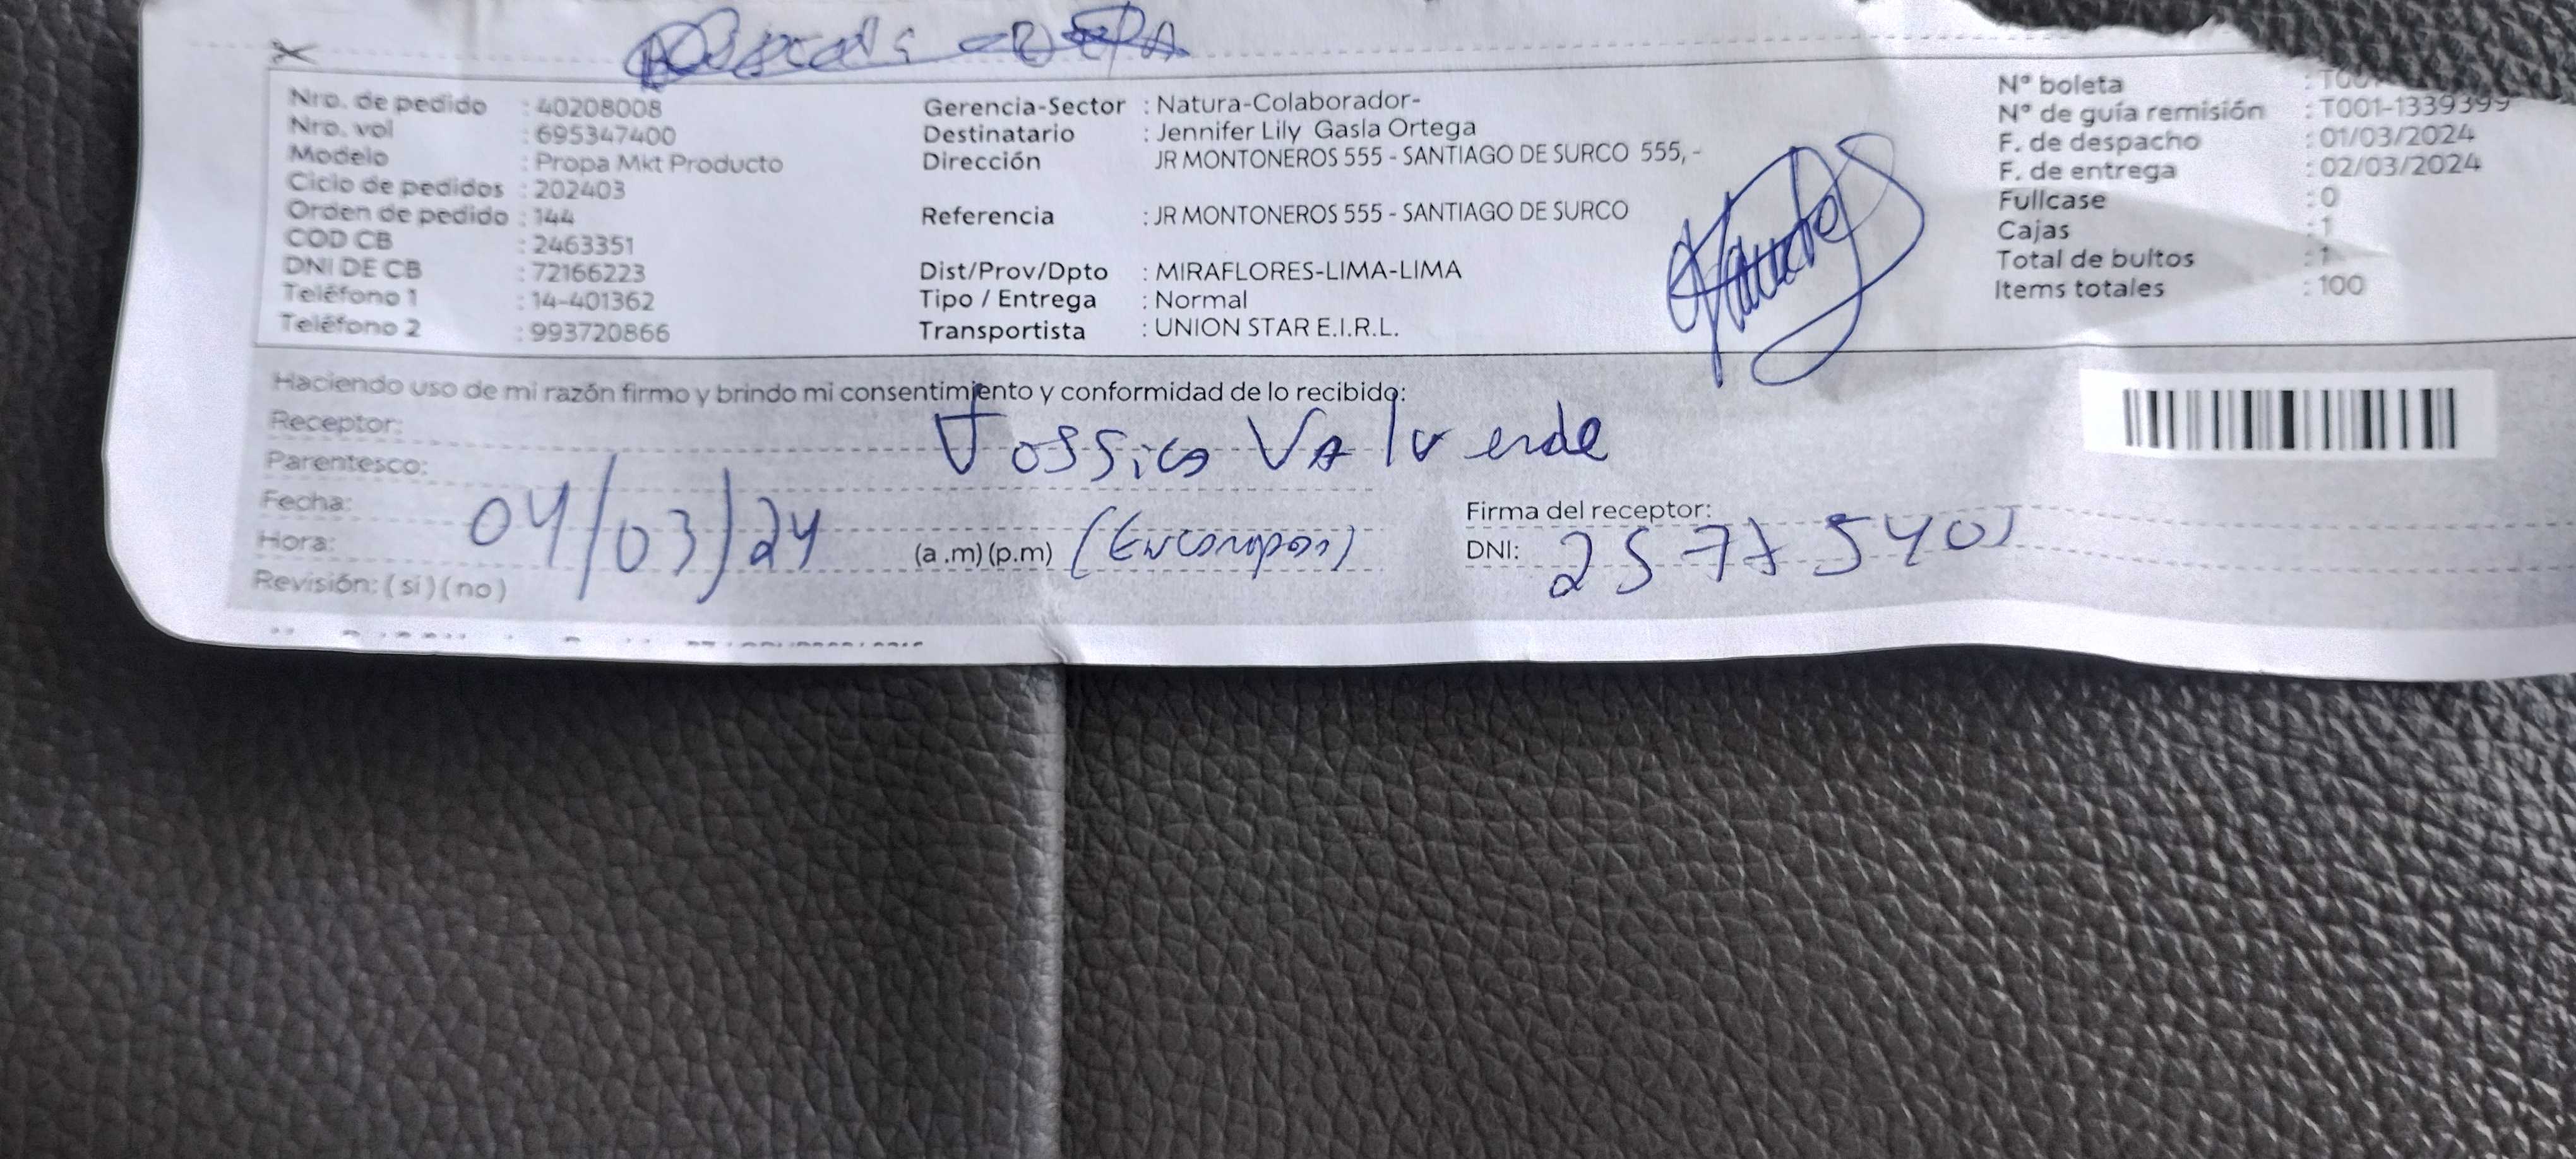 Nro. de pedido : 40208008
Nro. vol : 695347400
Modelo : Propa Mkt Producto
Ciclo de pedidos : 202403
Orden de pedido : 144
COD CB : 2463351
DNI DE CB : 72166223
Teléfono 1 : 14-401362
Teléfono 2 : 993720866
Gerencia-Sector : Natura-Colaborador-
Destinatario : Jennifer Lily Gasla Ortega
Dirección JR MONTONEROS 555 - SANTIAGO DE SURCO 555, -
Referencia : JR MONTONEROS 555 - SANTIAGO DE SURCO
Dist/Prov/Dpto : MIRAFLORES-LIMA-LIMA
Tipo / Entrega : Normal
Transportista : UNION STAR E.I.R.L.
Nº boleta :
Nº de guía remisión : T001-1339399
F. de despacho : 01/03/2024
F. de entrega : 02/03/2024
Fullcase : 0
Cajas : 1
Total de bultos : 1
Items totales : 100
Haciendo uso de mi razón firmo y brindo mi consentimiento y conformidad de lo recibido:
Receptor: Valverde
Parentesco:
Fecha: 04/03/24
Hora: (a.m) (p.m)
Revisión: ( si ) ( no )
Firma del receptor:
DNI: